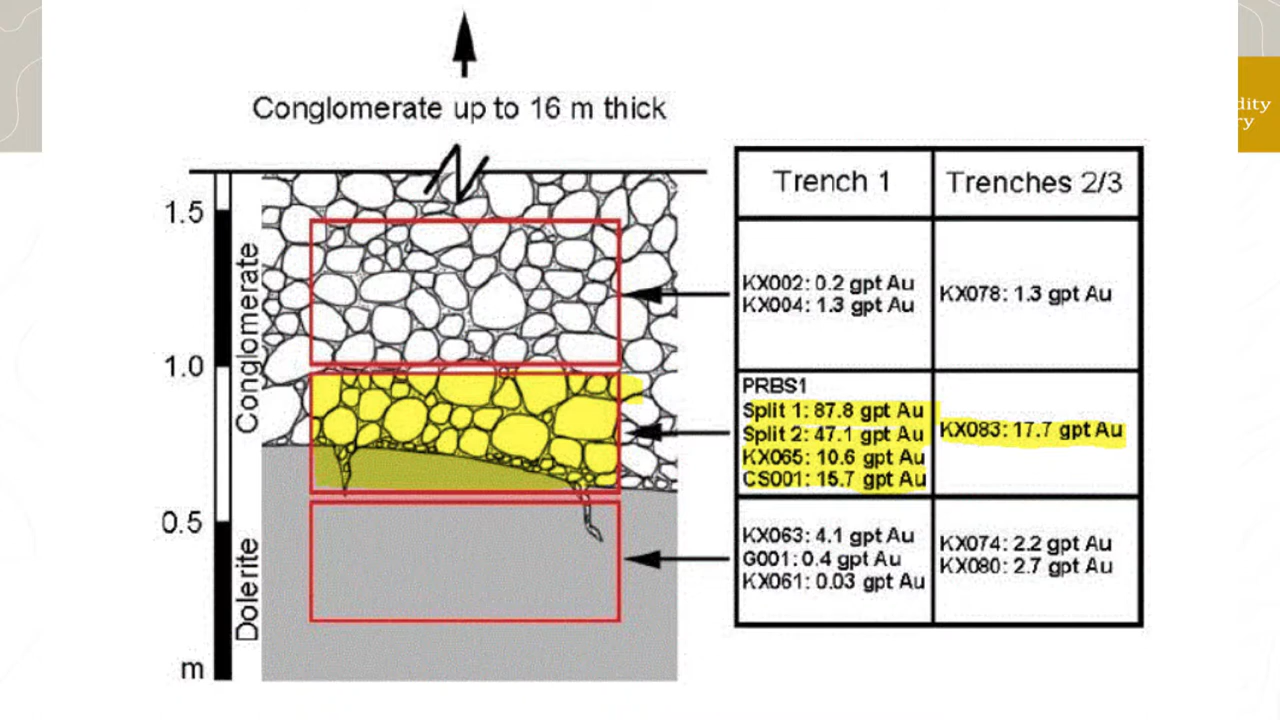 Conglomerate up to 16 m thick
dity
ry
1.5
1.0
0.5
m
Conglomerate
Dolerite
Trench 1
Trenches 2/3
KX002: 0.2 gpt Au
KX004: 1.3 gpt Au
KX078: 1.3 gpt Au
PRBS1
Split 1: 87.8 gpt Au
Split 2: 47.1 gpt Au
KX065: 10.6 gpt Au
CS001: 15.7 gpt Au
KX083: 17.7 gpt Au
KX063: 4.1 gpt Au
G001: 0.4 gpt Au
KX061: 0.03 gpt Au
KX074: 2.2 gpt Au
KX080: 2.7 gpt Au